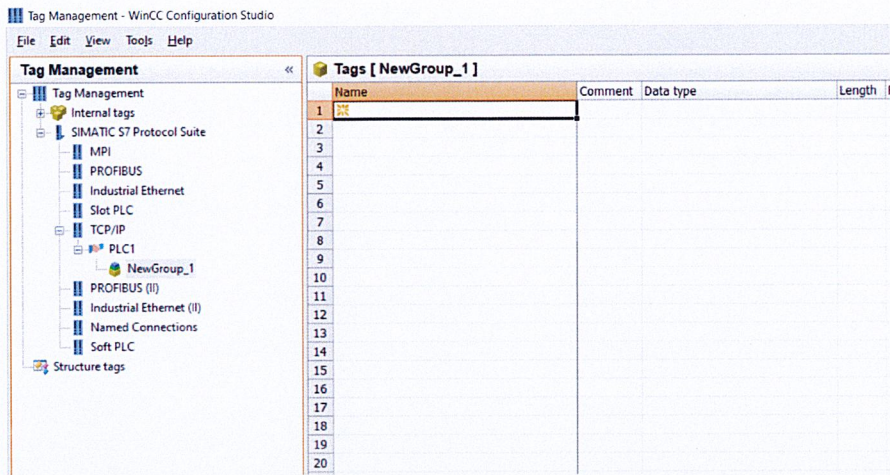 Tag Management - WinCC Configuration Studio
File Edit View Tools Help
Tag Management «
Tag Management
Internal tags
SIMATIC S7 Protocol Suite
MPI
PROFIBUS
Industrial Ethernet
Slot PLC
TCP/IP
PLC1
NewGroup_1
PROFIBUS (II)
Industrial Ethernet (II)
Named Connections
Soft PLC
Structure tags
Tags [ NewGroup_1 ]
Name Comment Data type Length
1
2
3
4
5
6
7
8
9
10
11
12
13
14
15
16
17
18
19
20